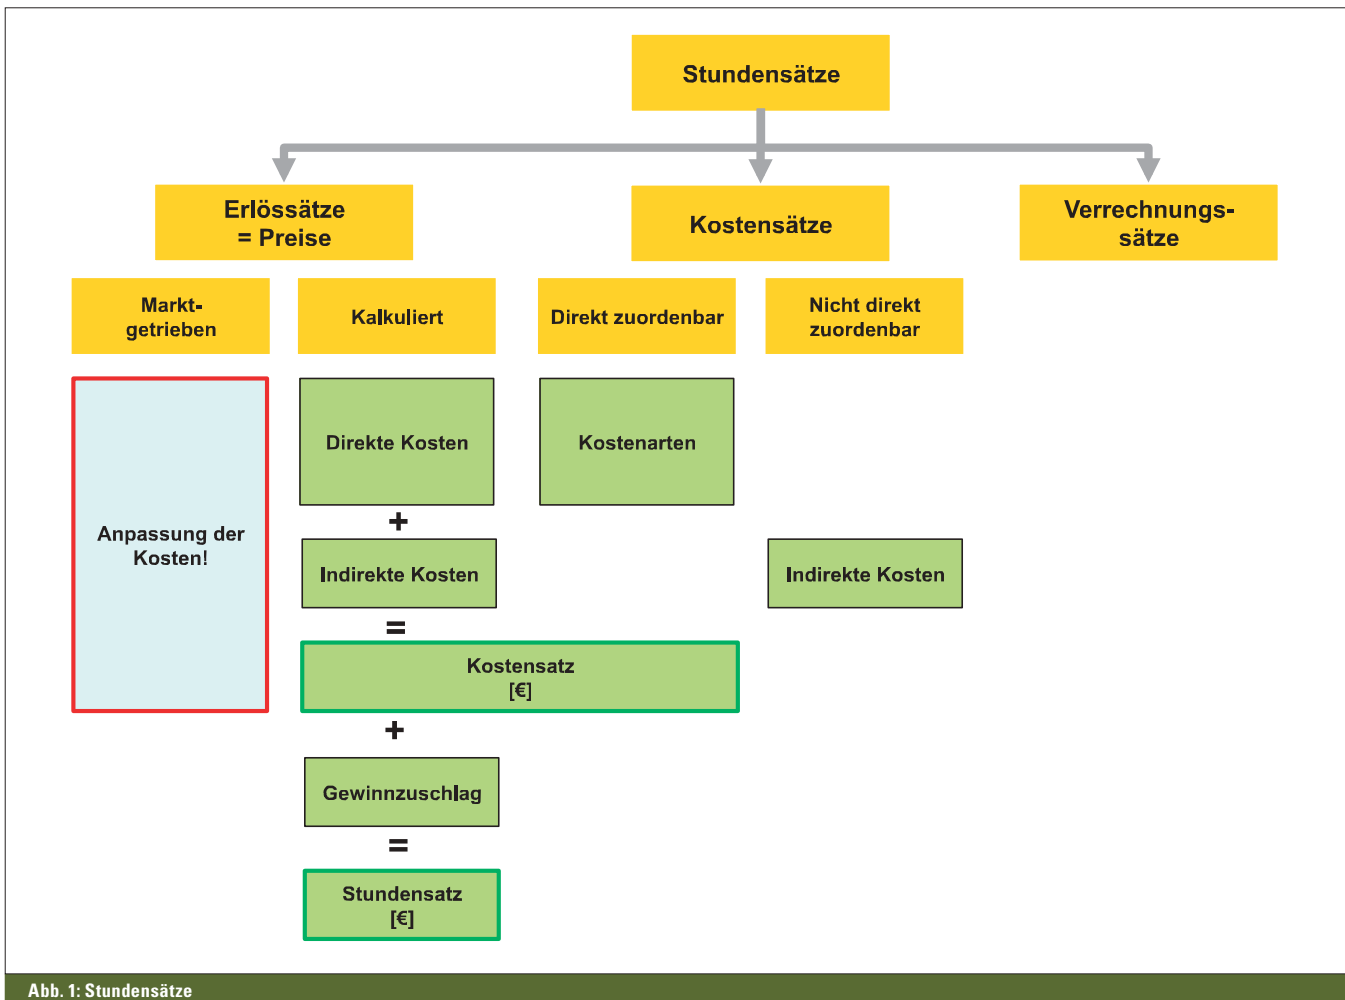 Stundensätze
Erlössätze
= Preise
Kostensätze
Verrechnungs-
sätze
Markt-
getrieben
Kalkuliert
Direkt zuordenbar
Nicht direkt
zuordenbar
Anpassung der
Kosten!
Direkte Kosten
Kostenarten
+
Indirekte Kosten
Indirekte Kosten
=
Kostensatz
[€]
+
Gewinnzuschlag
=
Stundensatz
[€]
Abb. 1: Stundensätze